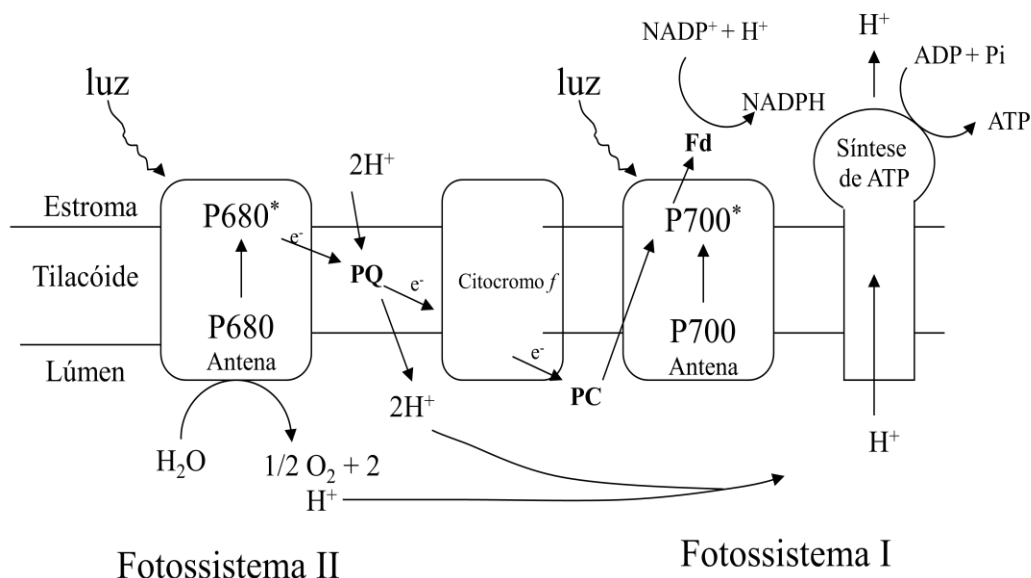 H⁺
NADP⁺ + H⁺
ADP + Pi
luz
luz
NADPH
ATP
Fd
Síntese
de ATP
2H⁺
Estroma
P680*
P700*
e⁻
Tilacóide
PQ
e⁻
Citocromo f
P680
P700
Antena
Antena
Lúmen
e⁻
PC
2H⁺
H⁺
H₂O
1/2 O₂ + 2
H⁺
Fotossistema II
Fotossistema I